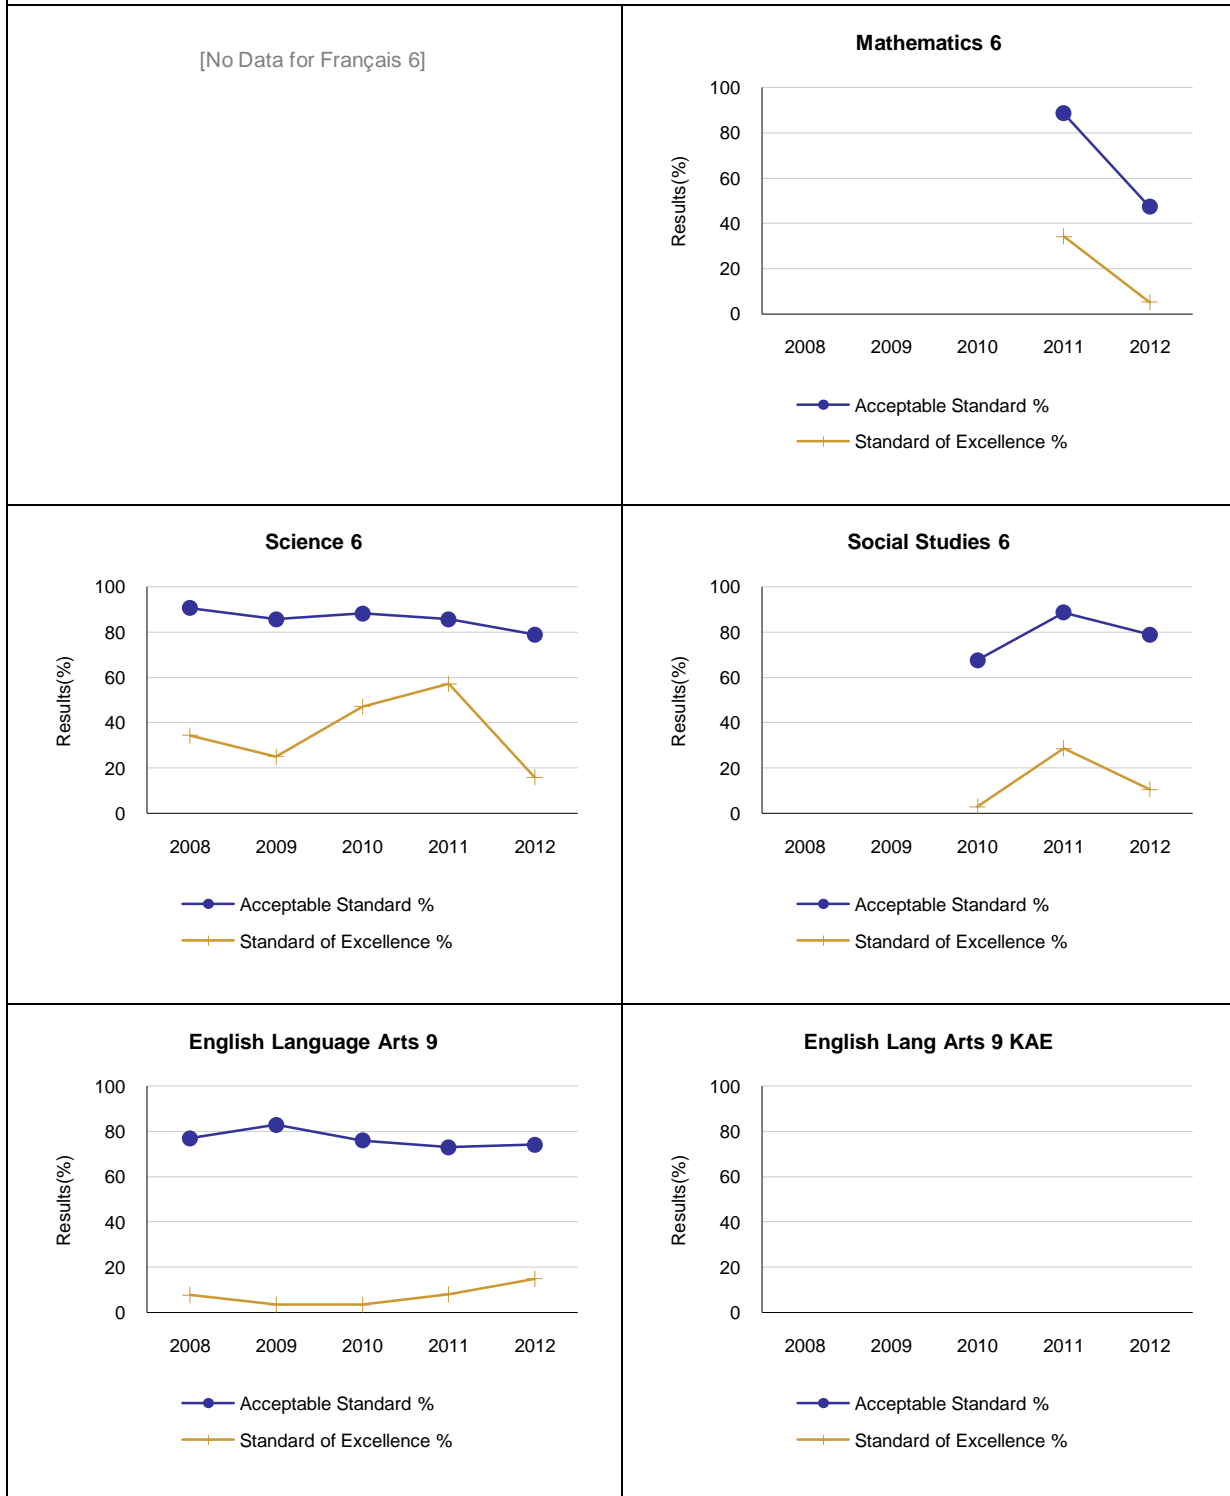 [No Data for Français 6]
Mathematics 6
Results(%)
100
80
60
40
20
0
2008 2009 2010 2011 2012
Acceptable Standard %
Standard of Excellence %
Science 6
Results(%)
100
80
60
40
20
0
2008 2009 2010 2011 2012
Acceptable Standard %
Standard of Excellence %
Social Studies 6
Results(%)
100
80
60
40
20
0
2008 2009 2010 2011 2012
Acceptable Standard %
Standard of Excellence %
English Language Arts 9
Results(%)
100
80
60
40
20
0
2008 2009 2010 2011 2012
Acceptable Standard %
Standard of Excellence %
English Lang Arts 9 KAE
Results(%)
100
80
60
40
20
0
2008 2009 2010 2011 2012
Acceptable Standard %
Standard of Excellence %